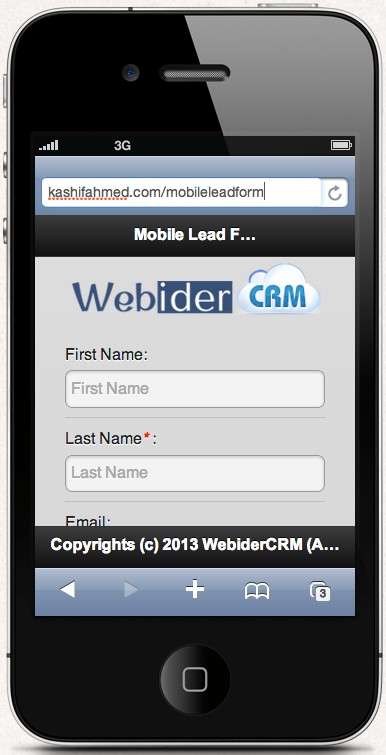 3G
kashifahmed.com/mobileleadform
Mobile Lead F...
Webider CRM
First Name:
First Name
Last Name* :
Last Name
Email:
Copyrights (c) 2013 WebiderCRM (A...
3